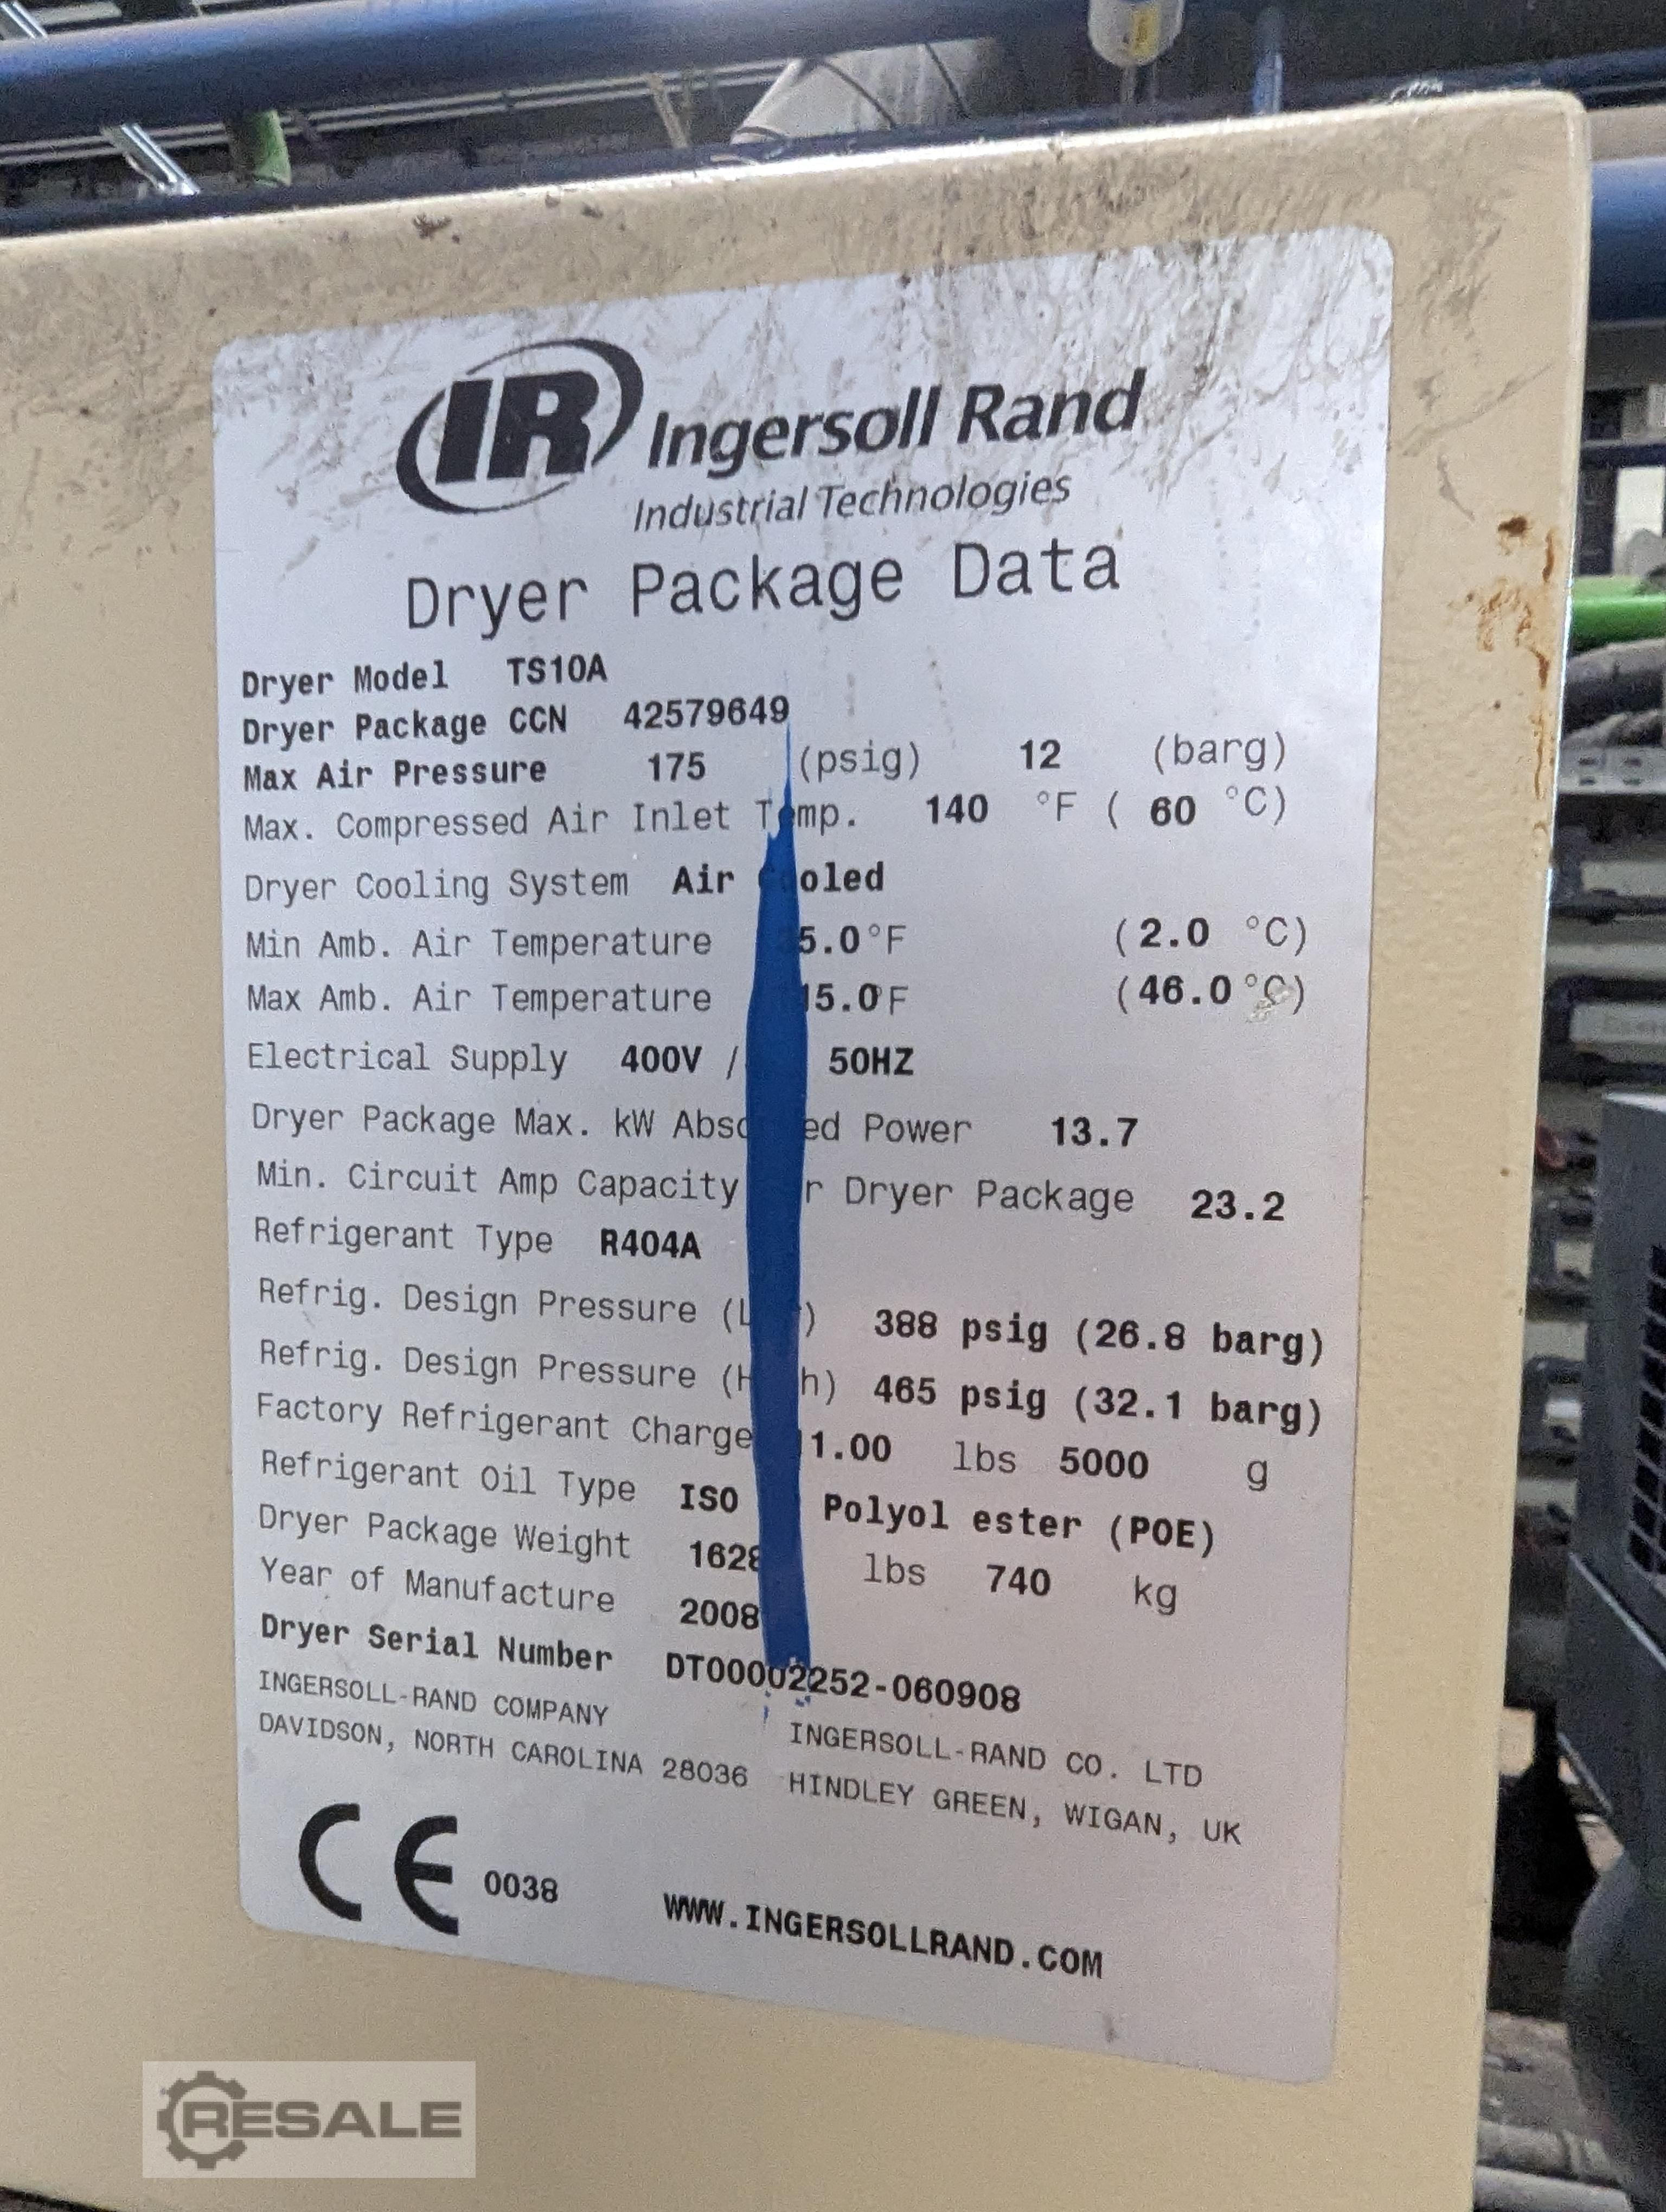 IR Ingersoll Rand
Industrial Technologies
Dryer Package Data
Dryer Model TS10A
Dryer Package CCN 42579649
Max Air Pressure 175 (psig) 12 (barg)
Max. Compressed Air Inlet Temp. 140 °F ( 60 °C)
Dryer Cooling System Air Cooled
Min Amb. Air Temperature 5.0°F (2.0 °C)
Max Amb. Air Temperature 15.0°F (46.0°C)
Electrical Supply 400V / 50HZ
Dryer Package Max. kW Absorbed Power 13.7
Min. Circuit Amp Capacity r Dryer Package 23.2
Refrigerant Type R404A
Refrig. Design Pressure (L ) 388 psig (26.8 barg)
Refrig. Design Pressure (High) 465 psig (32.1 barg)
Factory Refrigerant Charge 11.00 lbs 5000 g
Refrigerant Oil Type ISO Polyol ester (POE)
Dryer Package Weight 1628 lbs 740 kg
Year of Manufacture 2008
Dryer Serial Number DT00002252-060908
INGERSOLL-RAND COMPANY INGERSOLL-RAND CO. LTD
DAVIDSON, NORTH CAROLINA 28036 HINDLEY GREEN, WIGAN, UK
CE 0038 WWW.INGERSOLLRAND.COM
RESALE